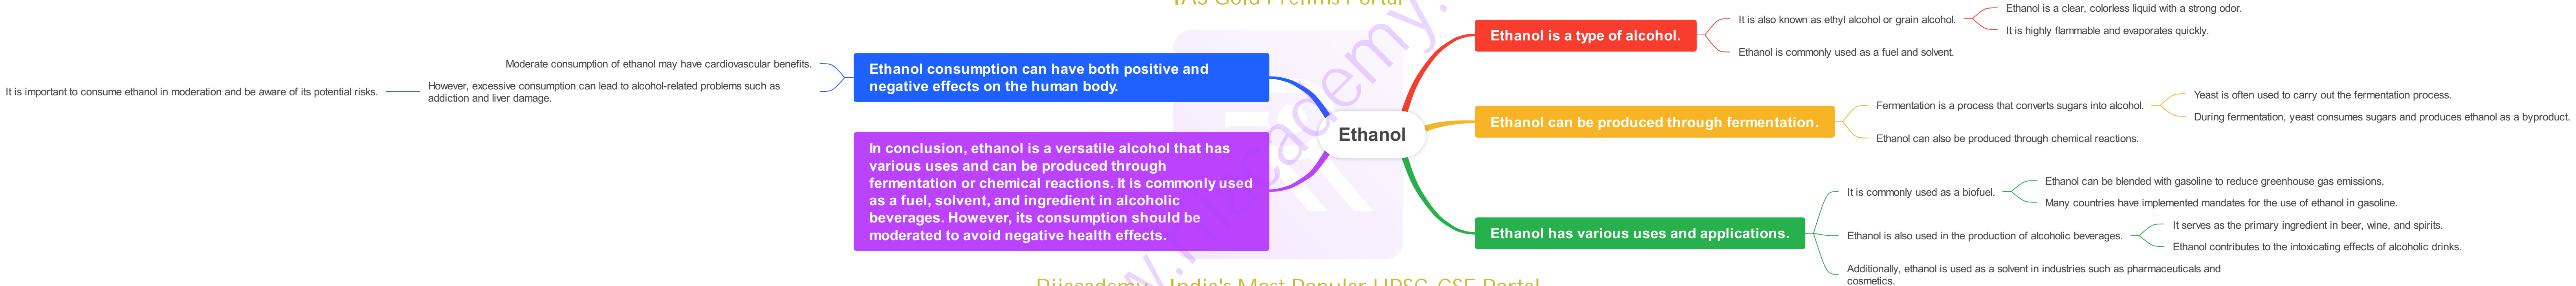 IAS Gold Prelims Portal
Ethanol
Ethanol is a type of alcohol.
It is also known as ethyl alcohol or grain alcohol.
Ethanol is a clear, colorless liquid with a strong odor.
It is highly flammable and evaporates quickly.
Ethanol is commonly used as a fuel and solvent.
Ethanol can be produced through fermentation.
Fermentation is a process that converts sugars into alcohol.
Yeast is often used to carry out the fermentation process.
During fermentation, yeast consumes sugars and produces ethanol as a byproduct.
Ethanol can also be produced through chemical reactions.
Ethanol has various uses and applications.
It is commonly used as a biofuel.
Ethanol can be blended with gasoline to reduce greenhouse gas emissions.
Many countries have implemented mandates for the use of ethanol in gasoline.
Ethanol is also used in the production of alcoholic beverages.
It serves as the primary ingredient in beer, wine, and spirits.
Ethanol contributes to the intoxicating effects of alcoholic drinks.
Additionally, ethanol is used as a solvent in industries such as pharmaceuticals and
cosmetics.
Ethanol consumption can have both positive and
negative effects on the human body.
Moderate consumption of ethanol may have cardiovascular benefits.
However, excessive consumption can lead to alcohol-related problems such as
addiction and liver damage.
It is important to consume ethanol in moderation and be aware of its potential risks.
In conclusion, ethanol is a versatile alcohol that has
various uses and can be produced through
fermentation or chemical reactions. It is commonly used
as a fuel, solvent, and ingredient in alcoholic
beverages. However, its consumption should be
moderated to avoid negative health effects.
India's Most Popular UPSC CSE Portal